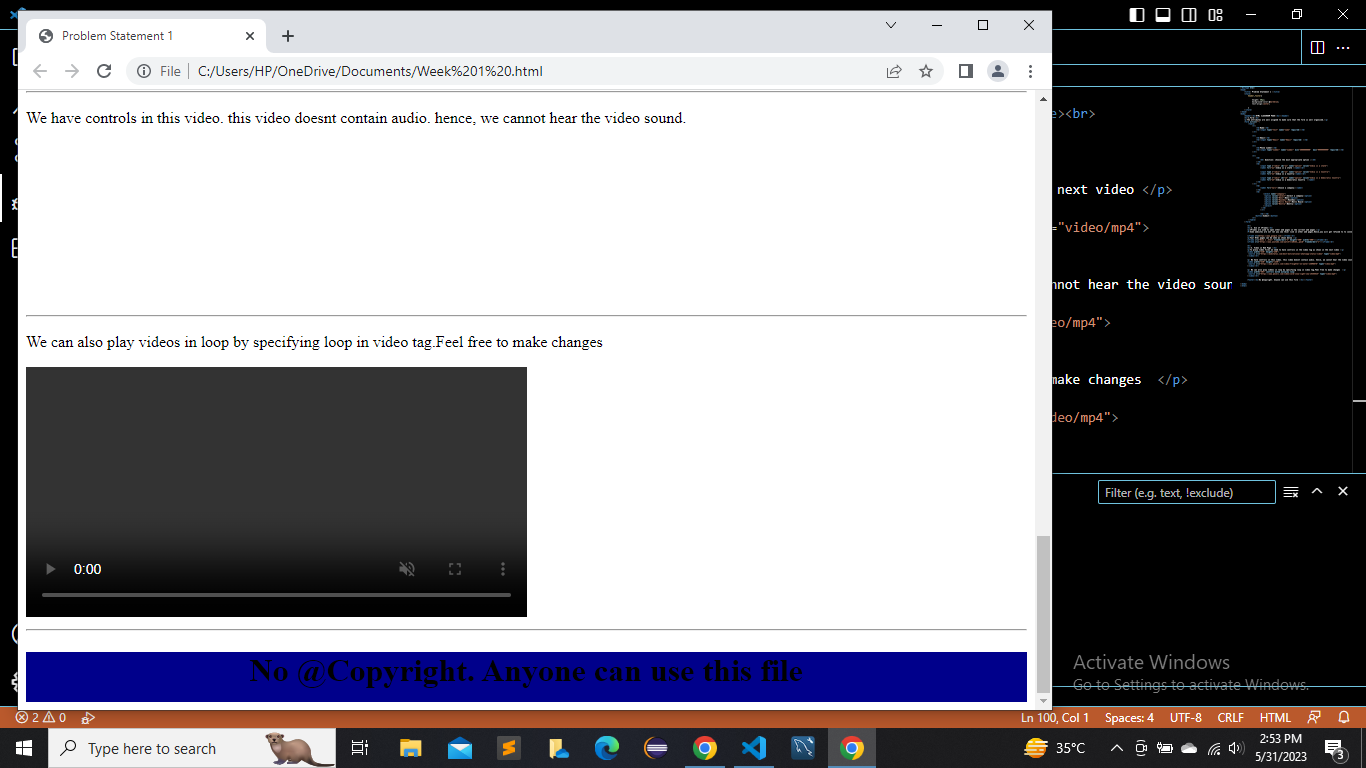 Problem Statement 1
File
C:/Users/HP/OneDrive/Documents/Week%201%20.html
We have controls in this video. this video doesnt contain audio. hence, we cannot hear the video sound.
We can also play videos in loop by specifying loop in video tag.Feel free to make changes
0:00
No @Copyright. Anyone can use this file
e><br>
next video </p>
="video/mp4">
nnot hear the video soun
eo/mp4">
make changes </p>
deo/mp4">
Filter (e.g. text, !exclude)
Activate Windows
Go to Settings to activate Windows.
2 0
Ln 100, Col 1 Spaces: 4 UTF-8 CRLF HTML
Type here to search
35°C
2:53 PM
5/31/2023
3